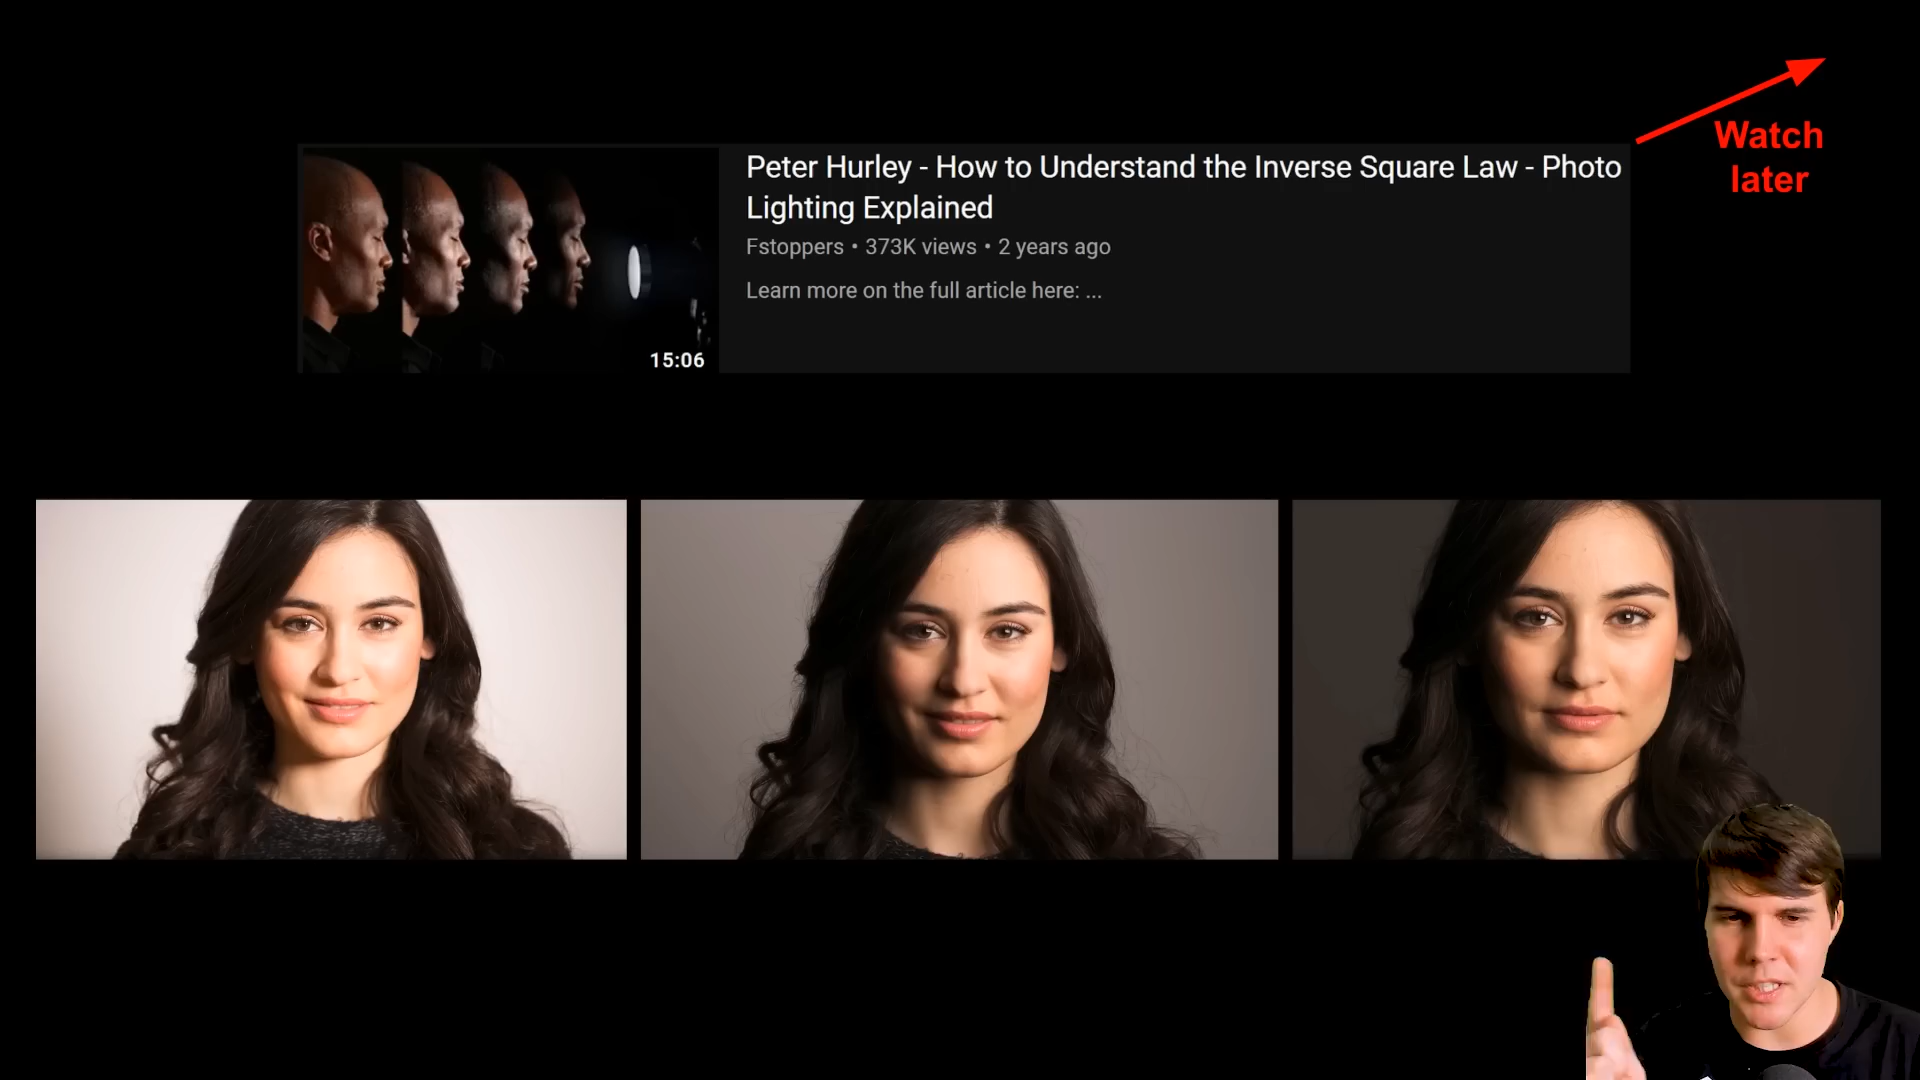 Peter Hurley - How to Understand the Inverse Square Law - Photo
Lighting Explained
Fstoppers • 373K views • 2 years ago
Learn more on the full article here: ...
15:06
Watch
later